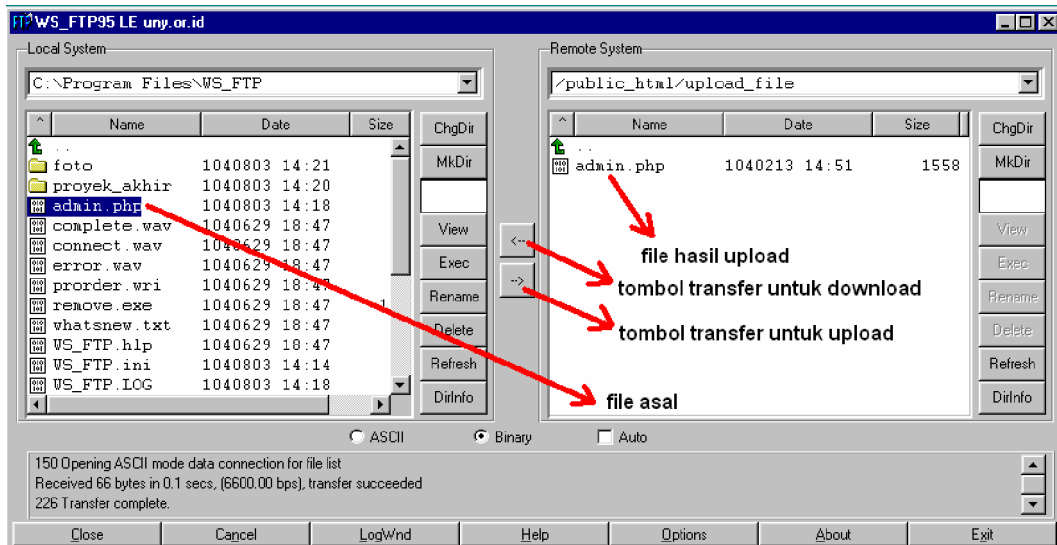 WS_FTP95 LE uny.or.id
Local System
C:\Program Files\WS_FTP
^ Name Date Size
..
foto 1040803 14:21
proyek_akhir 1040803 14:20
admin.php 1040803 14:18
complete.wav 1040629 18:47
connect.wav 1040629 18:47
error.wav 1040629 18:47
prorder.wri 1040629 18:47
remove.exe 1040629 18:47 1
whatsnew.txt 1040629 18:47
WS_FTP.hlp 1040629 18:47
WS_FTP.ini 1040803 14:14
WS_FTP.LOG 1040803 14:18
ChgDir
MkDir
View
Exec
Rename
Delete
Refresh
DirInfo
<--
-->
Remote System
/public_html/upload_file
^ Name Date Size
..
admin.php 1040213 14:51 1558
file hasil upload
tombol transfer untuk download
tombol transfer untuk upload
file asal
ChgDir
MkDir
View
Exec
Rename
Delete
Refresh
DirInfo
ASCII Binary Auto
150 Opening ASCII mode data connection for file list
Received 66 bytes in 0.1 secs, (6600.00 bps), transfer succeeded
226 Transfer complete.
Close Cancel LogWnd Help Options About Exit